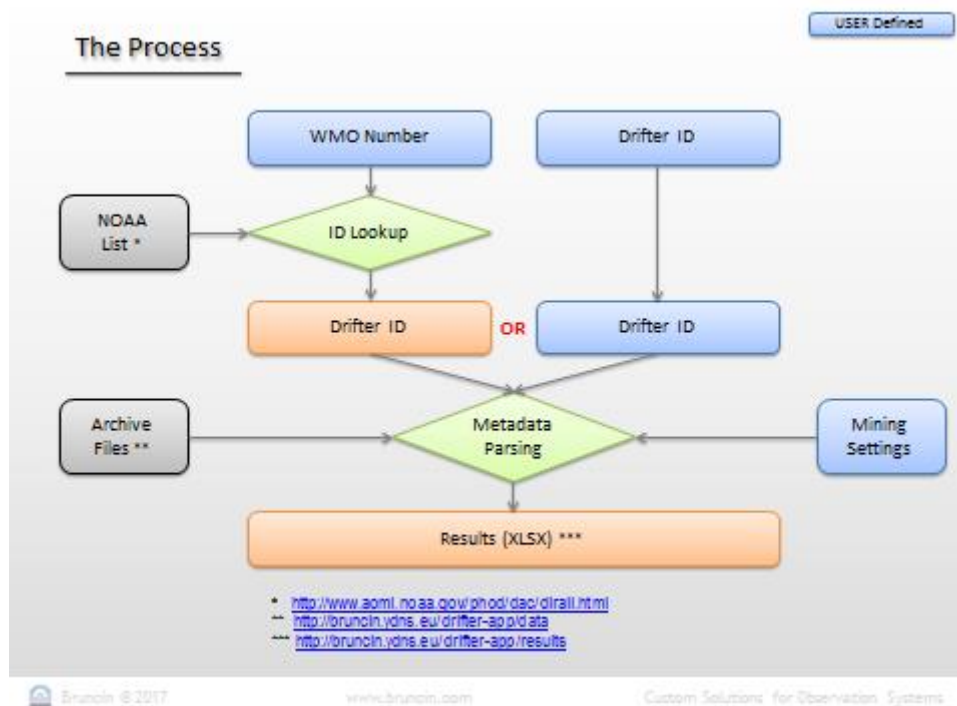 USER Defined
The Process
WMO Number
Drifter ID
NOAA
List *
ID Lookup
Drifter ID
OR
Drifter ID
Archive
Files **
Metadata
Parsing
Mining
Settings
Results (XLSX) ***
* http://www.aoml.noaa.gov/phod/dac/dirall.html
** http://bruncin.ydns.eu/drifter-app/data
*** http://bruncin.ydns.eu/drifter-app/results
Bruncin @ 2017
www.bruncin.com
Custom Solutions for Observation Systems